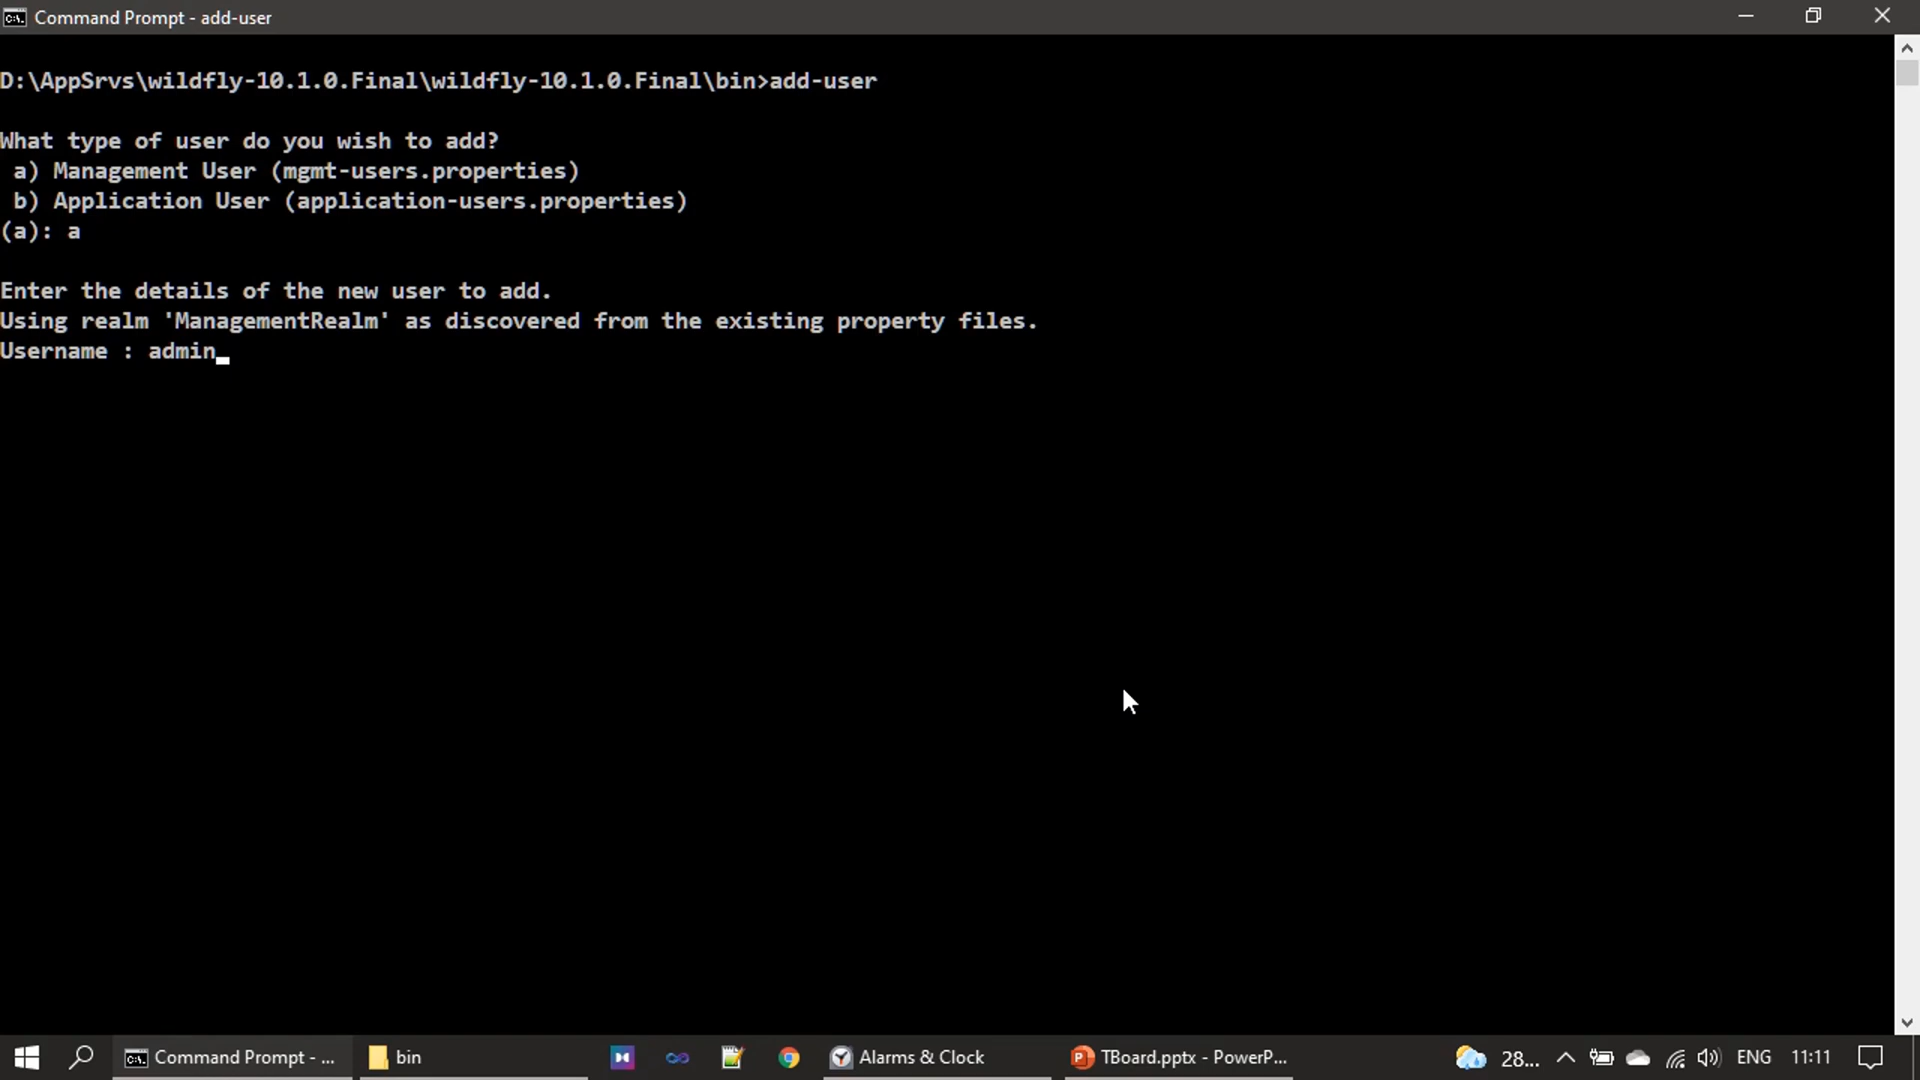 Command Prompt - add-user
D:\AppSrvs\wildfly-10.1.0.Final\wildfly-10.1.0.Final\bin>add-user
What type of user do you wish to add?
a) Management User (mgmt-users.properties)
b) Application User (application-users.properties)
(a): a
Enter the details of the new user to add.
Using realm 'ManagementRealm' as discovered from the existing property files.
Username : admin
Command Prompt - ... bin Alarms & Clock TBoard.pptx - PowerP... 28... ENG 11:11